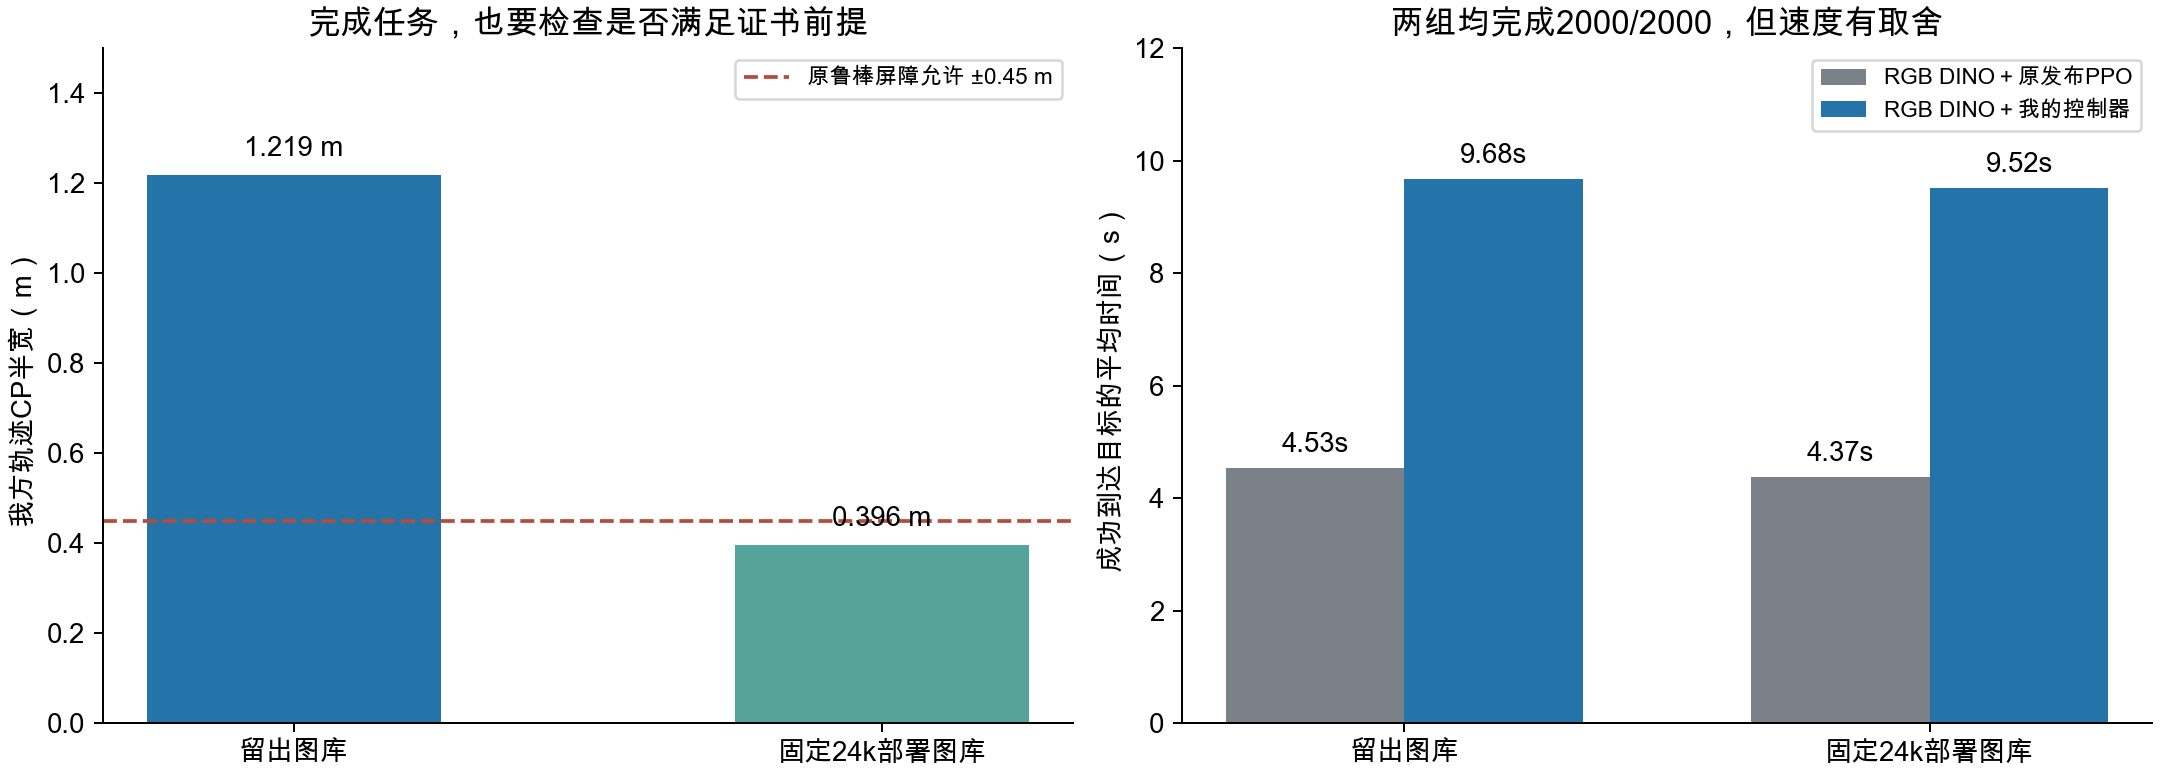 完成任务，也要检查是否满足证书前提
原鲁棒屏障允许 ±0.45 m
我方轨迹CP半宽（m）
1.4
1.2
1.0
0.8
0.6
0.4
0.2
0.0
1.219 m
0.396 m
留出图库
固定24k部署图库
两组均完成2000/2000，但速度有取舍
RGB DINO＋原发布PPO
RGB DINO＋我的控制器
成功到达目标的平均时间（s）
12
10
8
6
4
2
0
4.53s
9.68s
4.37s
9.52s
留出图库
固定24k部署图库